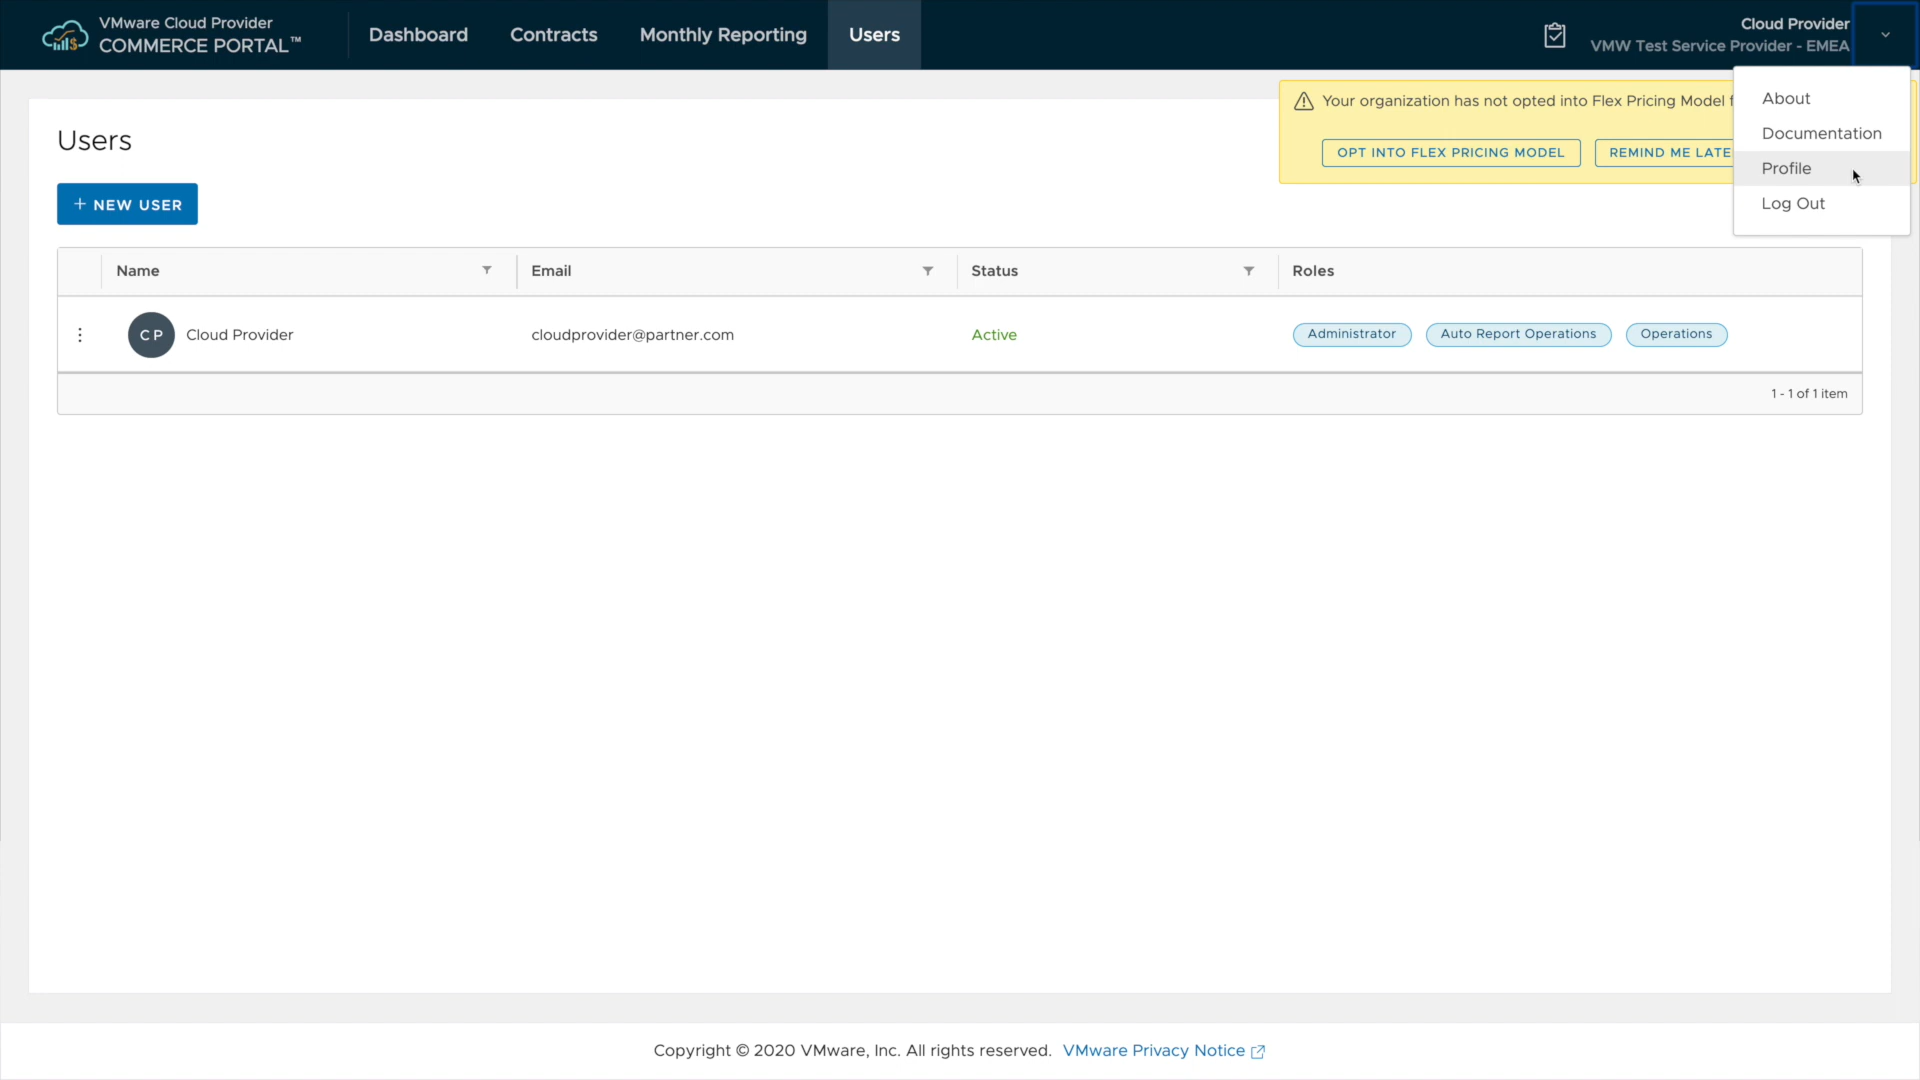 VMware Cloud Provider
COMMERCE PORTAL™
Dashboard
Contracts
Monthly Reporting
Users
Cloud Provider
VMW Test Service Provider - EMEA
About
Documentation
Profile
Log Out
Your organization has not opted into Flex Pricing Model
OPT INTO FLEX PRICING MODEL
REMIND ME LATE
Users
+ NEW USER
Name
Email
Status
Roles
CP
Cloud Provider
cloudprovider@partner.com
Active
Administrator
Auto Report Operations
Operations
1 - 1 of 1 item
Copyright © 2020 VMware, Inc. All rights reserved. VMware Privacy Notice